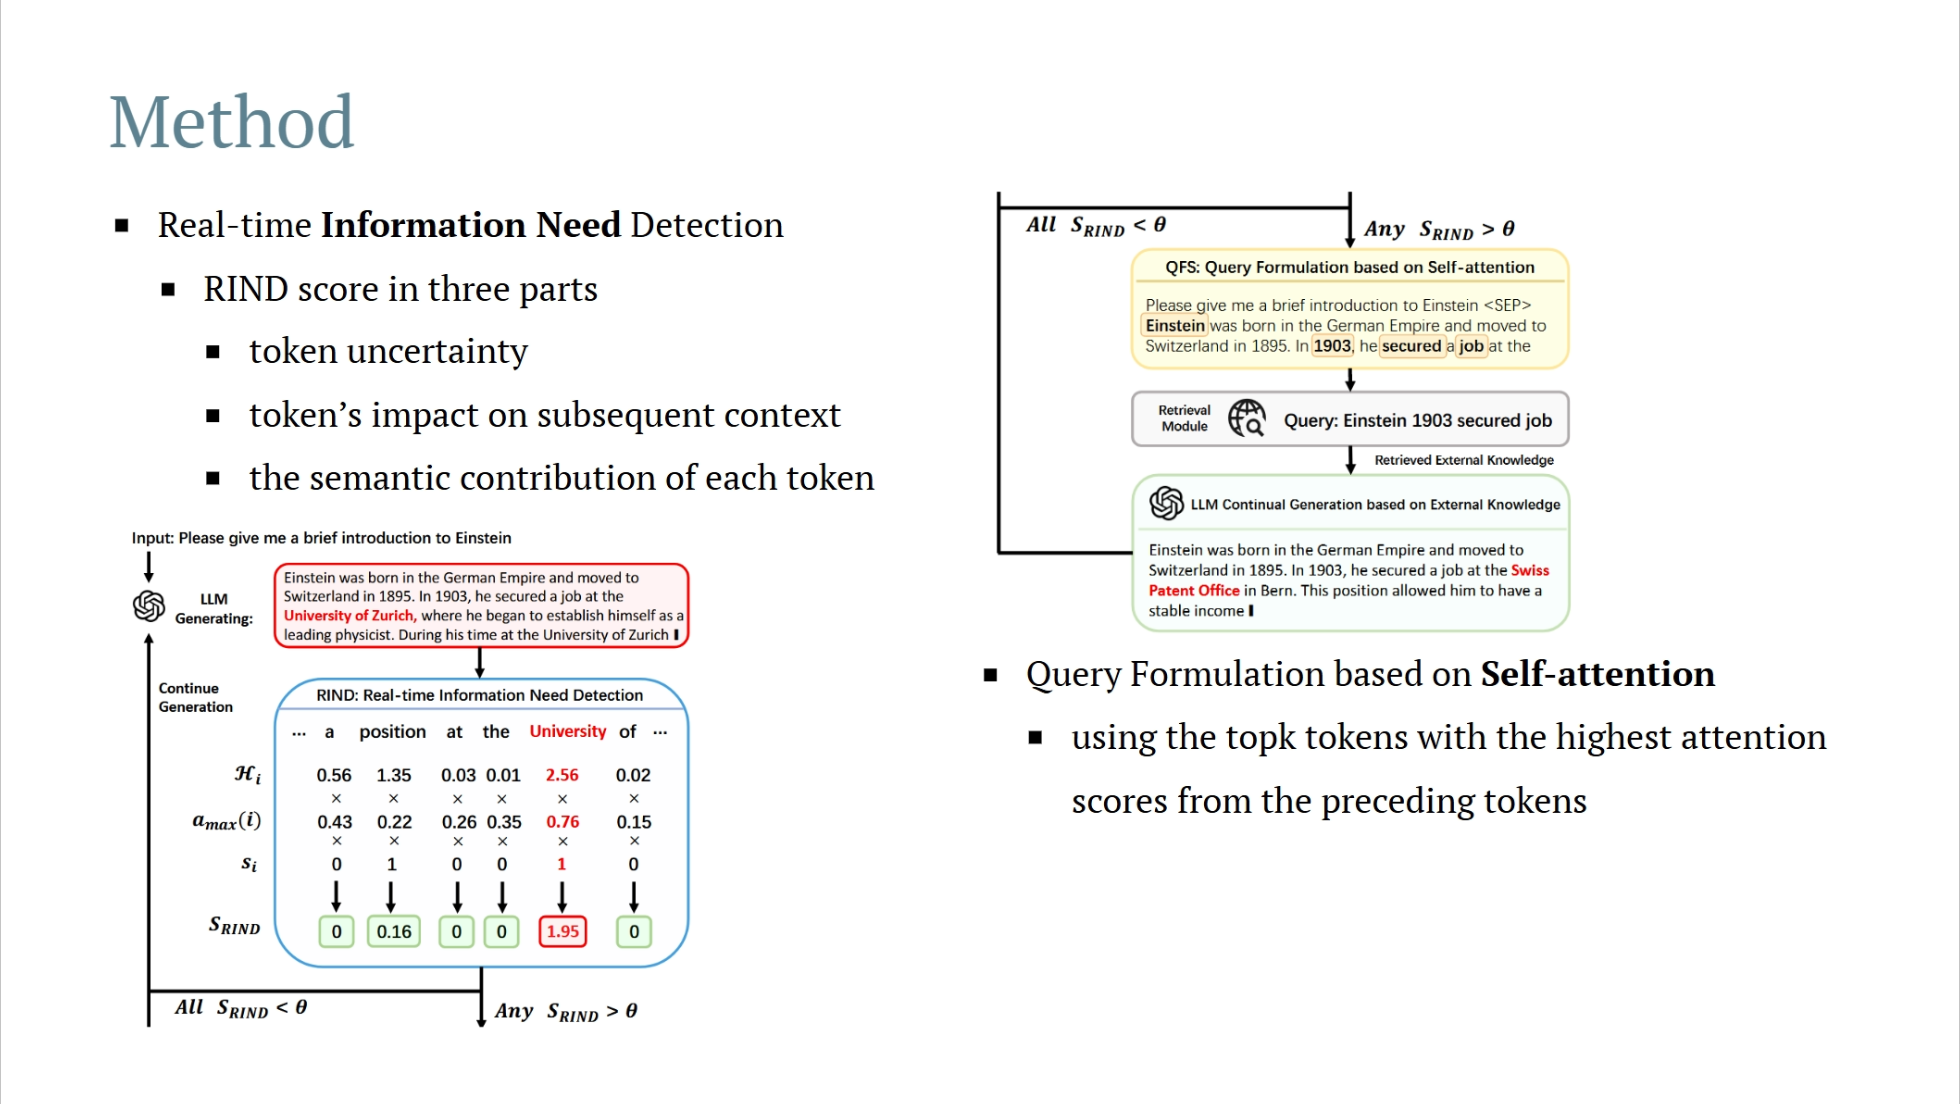 Method
▪ Real-time Information Need Detection
▪ RIND score in three parts
▪ token uncertainty
▪ token’s impact on subsequent context
▪ the semantic contribution of each token
Input: Please give me a brief introduction to Einstein
LLM
Generating:
Einstein was born in the German Empire and moved to
Switzerland in 1895. In 1903, he secured a job at the
University of Zurich, where he began to establish himself as a
leading physicist. During his time at the University of Zurich
Continue
Generation
RIND: Real-time Information Need Detection
... a position at the University of ...
ℋi 0.56 1.35 0.03 0.01 2.56 0.02
× × × × × ×
amax(i) 0.43 0.22 0.26 0.35 0.76 0.15
× × × × × ×
si 0 1 0 0 1 0
SRIND 0 0.16 0 0 1.95 0
All SRIND < θ
Any SRIND > θ
All SRIND < θ
Any SRIND > θ
QFS: Query Formulation based on Self-attention
Please give me a brief introduction to Einstein <SEP>
Einstein was born in the German Empire and moved to
Switzerland in 1895. In 1903, he secured a job at the
Retrieval
Module
Query: Einstein 1903 secured job
Retrieved External Knowledge
LLM Continual Generation based on External Knowledge
Einstein was born in the German Empire and moved to
Switzerland in 1895. In 1903, he secured a job at the Swiss
Patent Office in Bern. This position allowed him to have a
stable income
▪ Query Formulation based on Self-attention
▪ using the topk tokens with the highest attention
scores from the preceding tokens